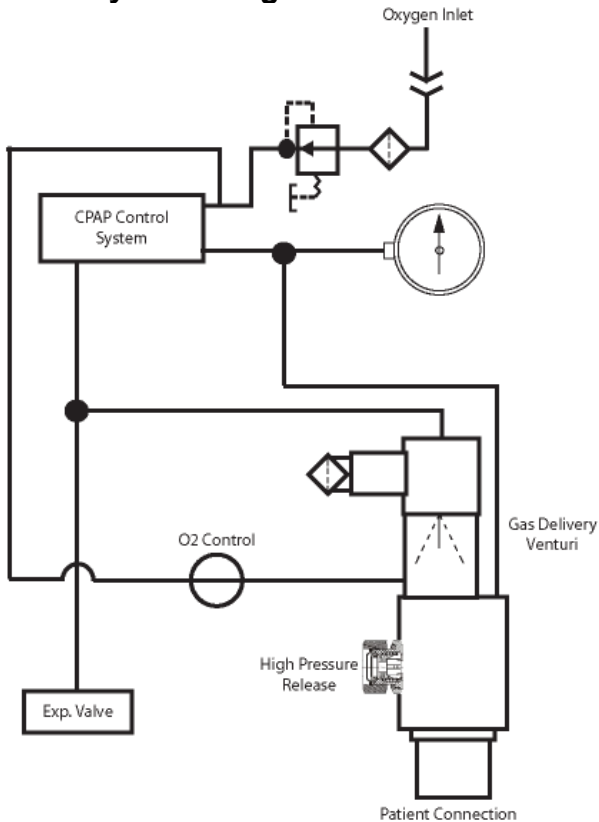 Oxygen Inlet
CPAP Control
System
Gas Delivery
Venturi
O2 Control
High Pressure
Release
Exp. Valve
Patient Connection